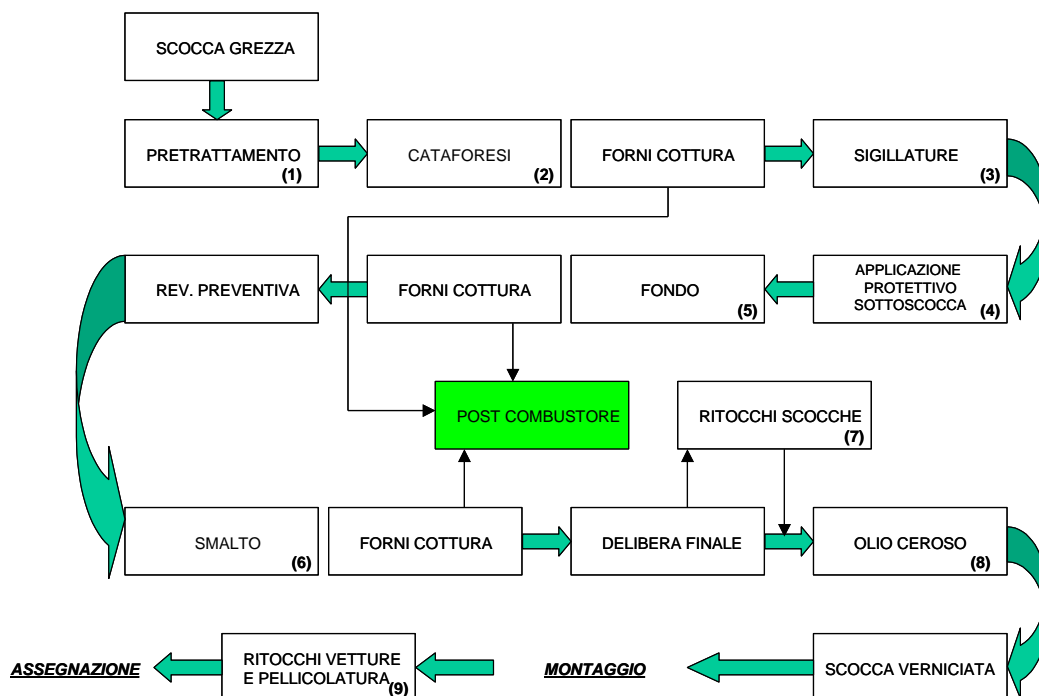 SCOCCA GREZZA
PRETRATTAMENTO
(1)
CATAFORESI
(2)
FORNI COTTURA
SIGILLATURE
(3)
REV. PREVENTIVA
FORNI COTTURA
FONDO
(5)
APPLICAZIONE
PROTETTIVO
SOTTOSCOCCA
(4)
POST COMBUSTORE
RITOCCHI SCOCCHE
(7)
SMALTO
(6)
FORNI COTTURA
DELIBERA FINALE
OLIO CEROSO
(8)
ASSEGNAZIONE
RITOCCHI VETTURE
E PELLICOLATURA
(9)
MONTAGGIO
SCOCCA VERNICIATA